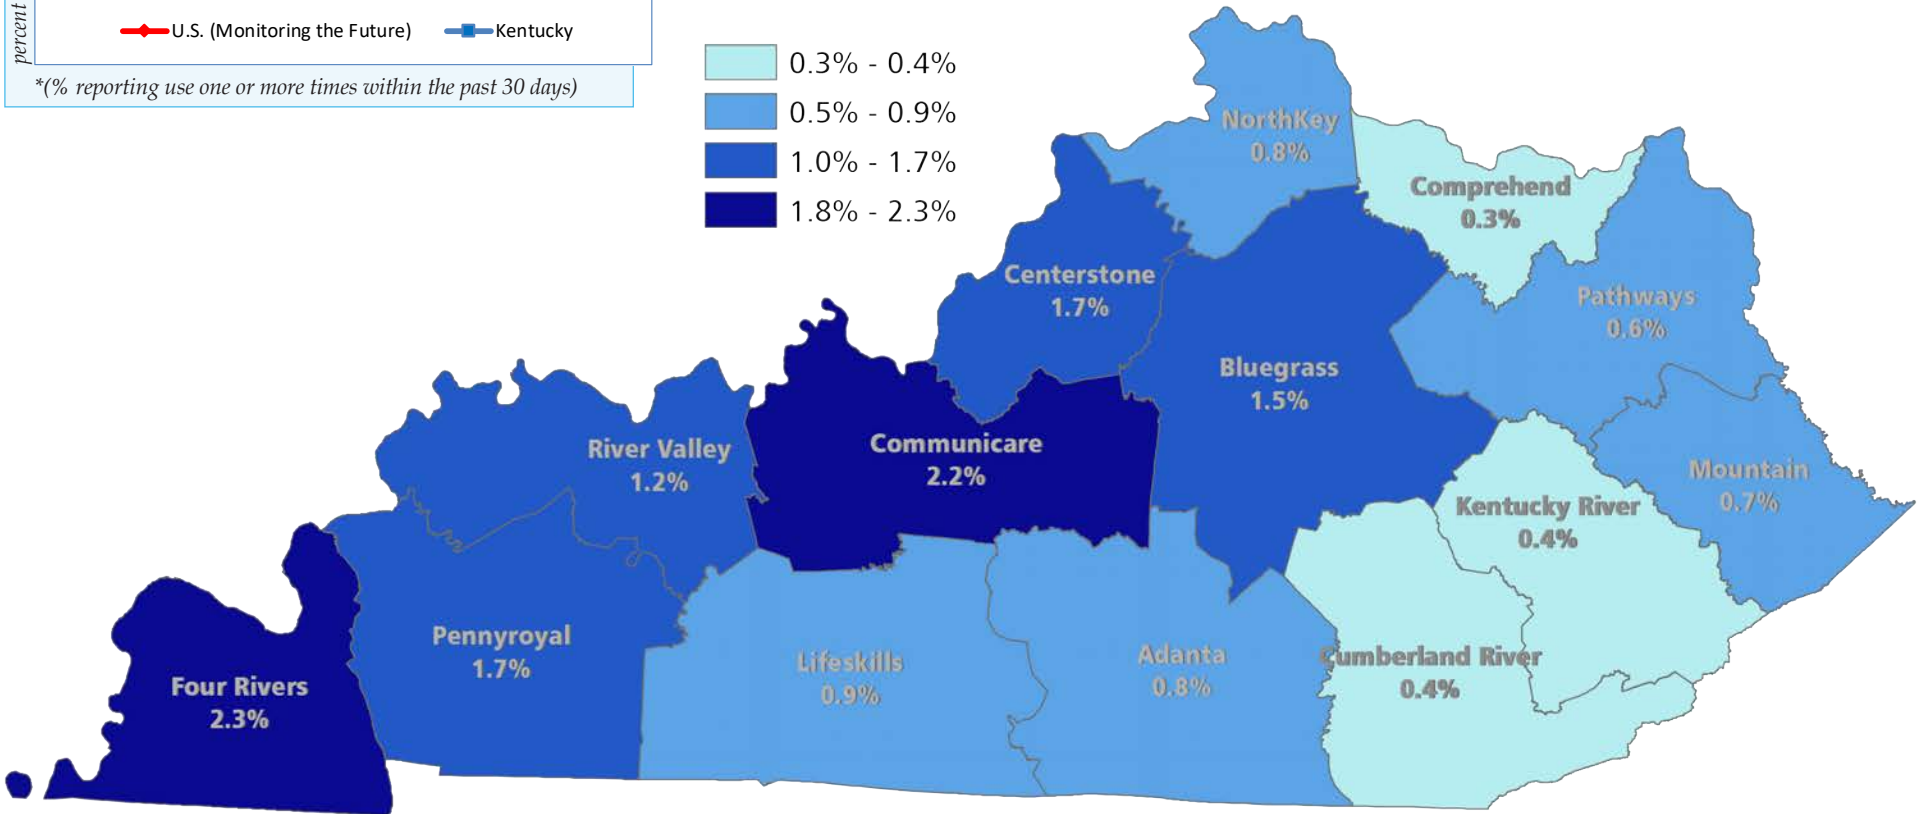 percent
U.S. (Monitoring the Future)
Kentucky
*(% reporting use one or more times within the past 30 days)
0.3% - 0.4%
0.5% - 0.9%
1.0% - 1.7%
1.8% - 2.3%
NorthKey
0.8%
Comprehend
0.3%
Centerstone
1.7%
Pathways
0.6%
Bluegrass
1.5%
River Valley
1.2%
Communicare
2.2%
Mountain
0.7%
Kentucky River
0.4%
Pennyroyal
1.7%
Lifeskills
0.9%
Adanta
0.8%
Cumberland River
0.4%
Four Rivers
2.3%